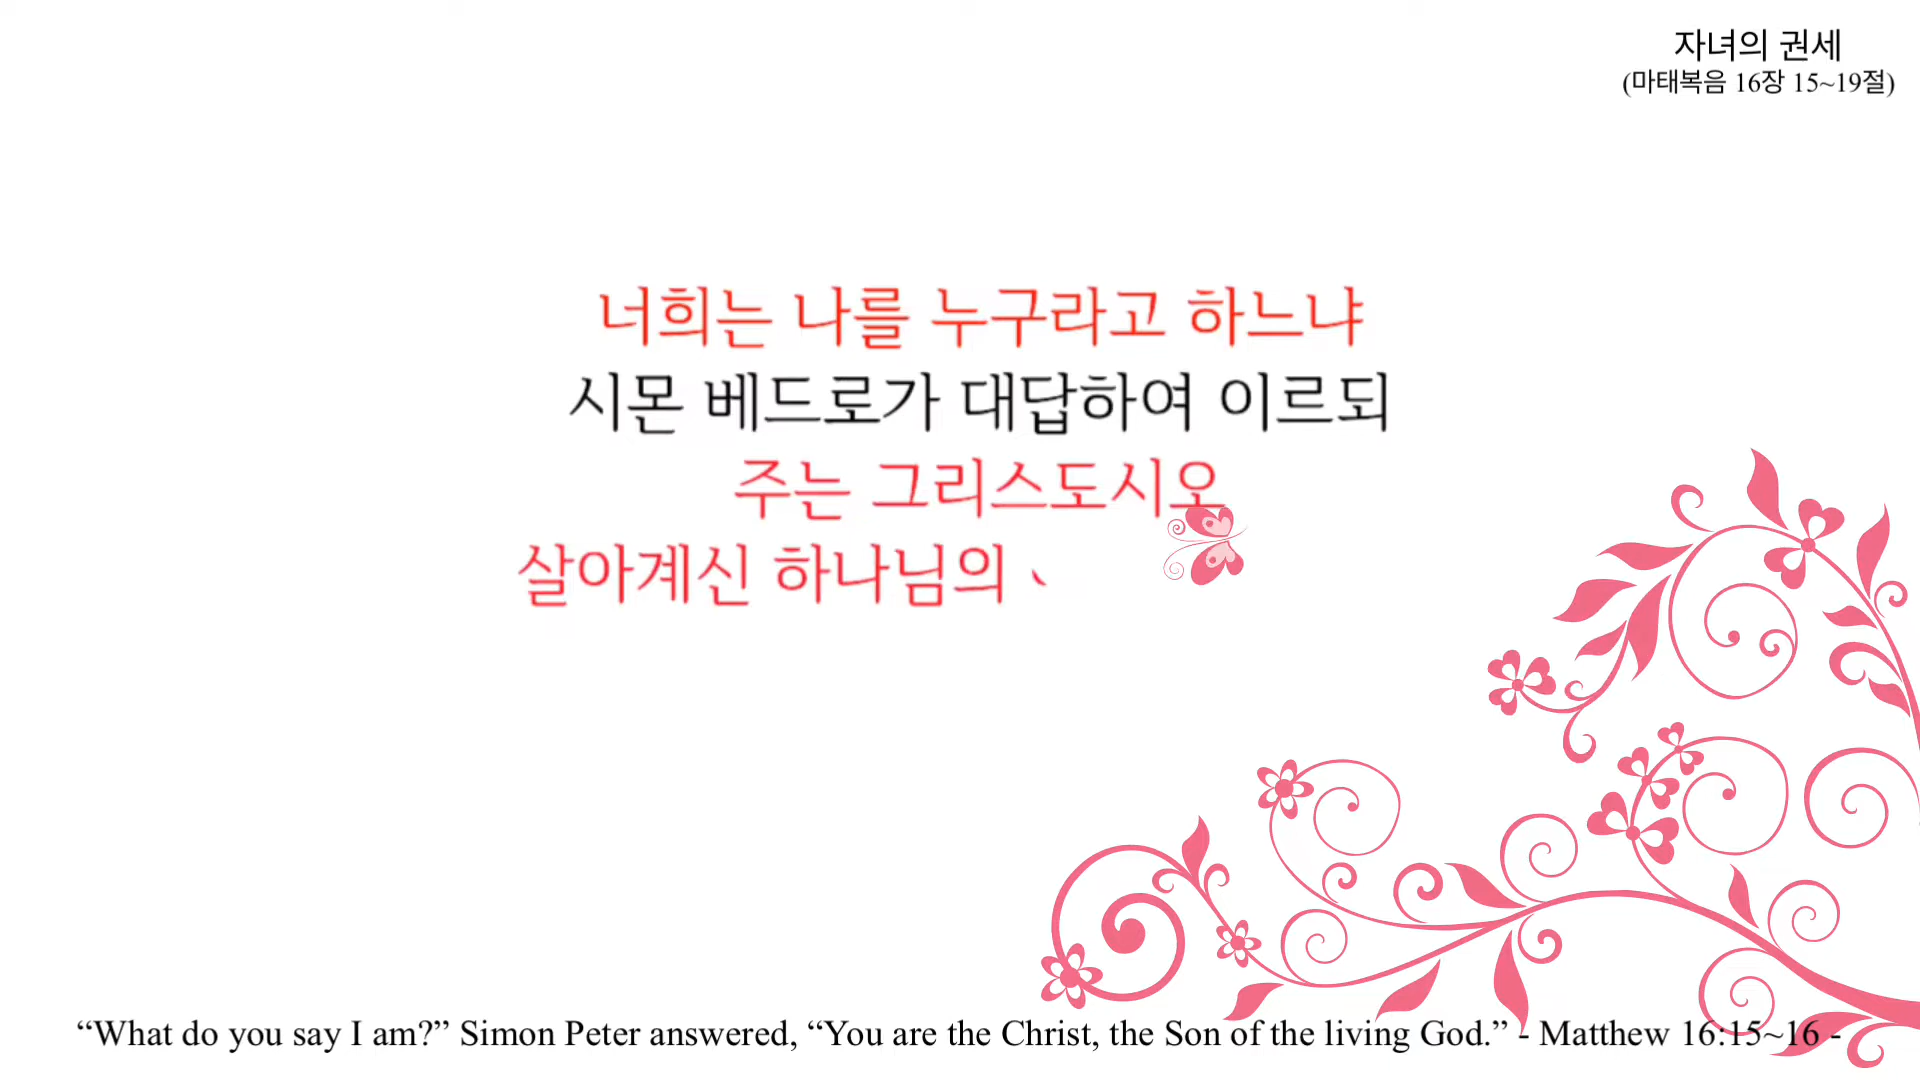 자녀의 권세
(마태복음 16장 15~19절)
너희는 나를 누구라고 하느냐
시몬 베드로가 대답하여 이르되
주는 그리스도시오
살아계신 하나님의
“What do you say I am?” Simon Peter answered, “You are the Christ, the Son of the living God.” - Matthew 16:15~16 -